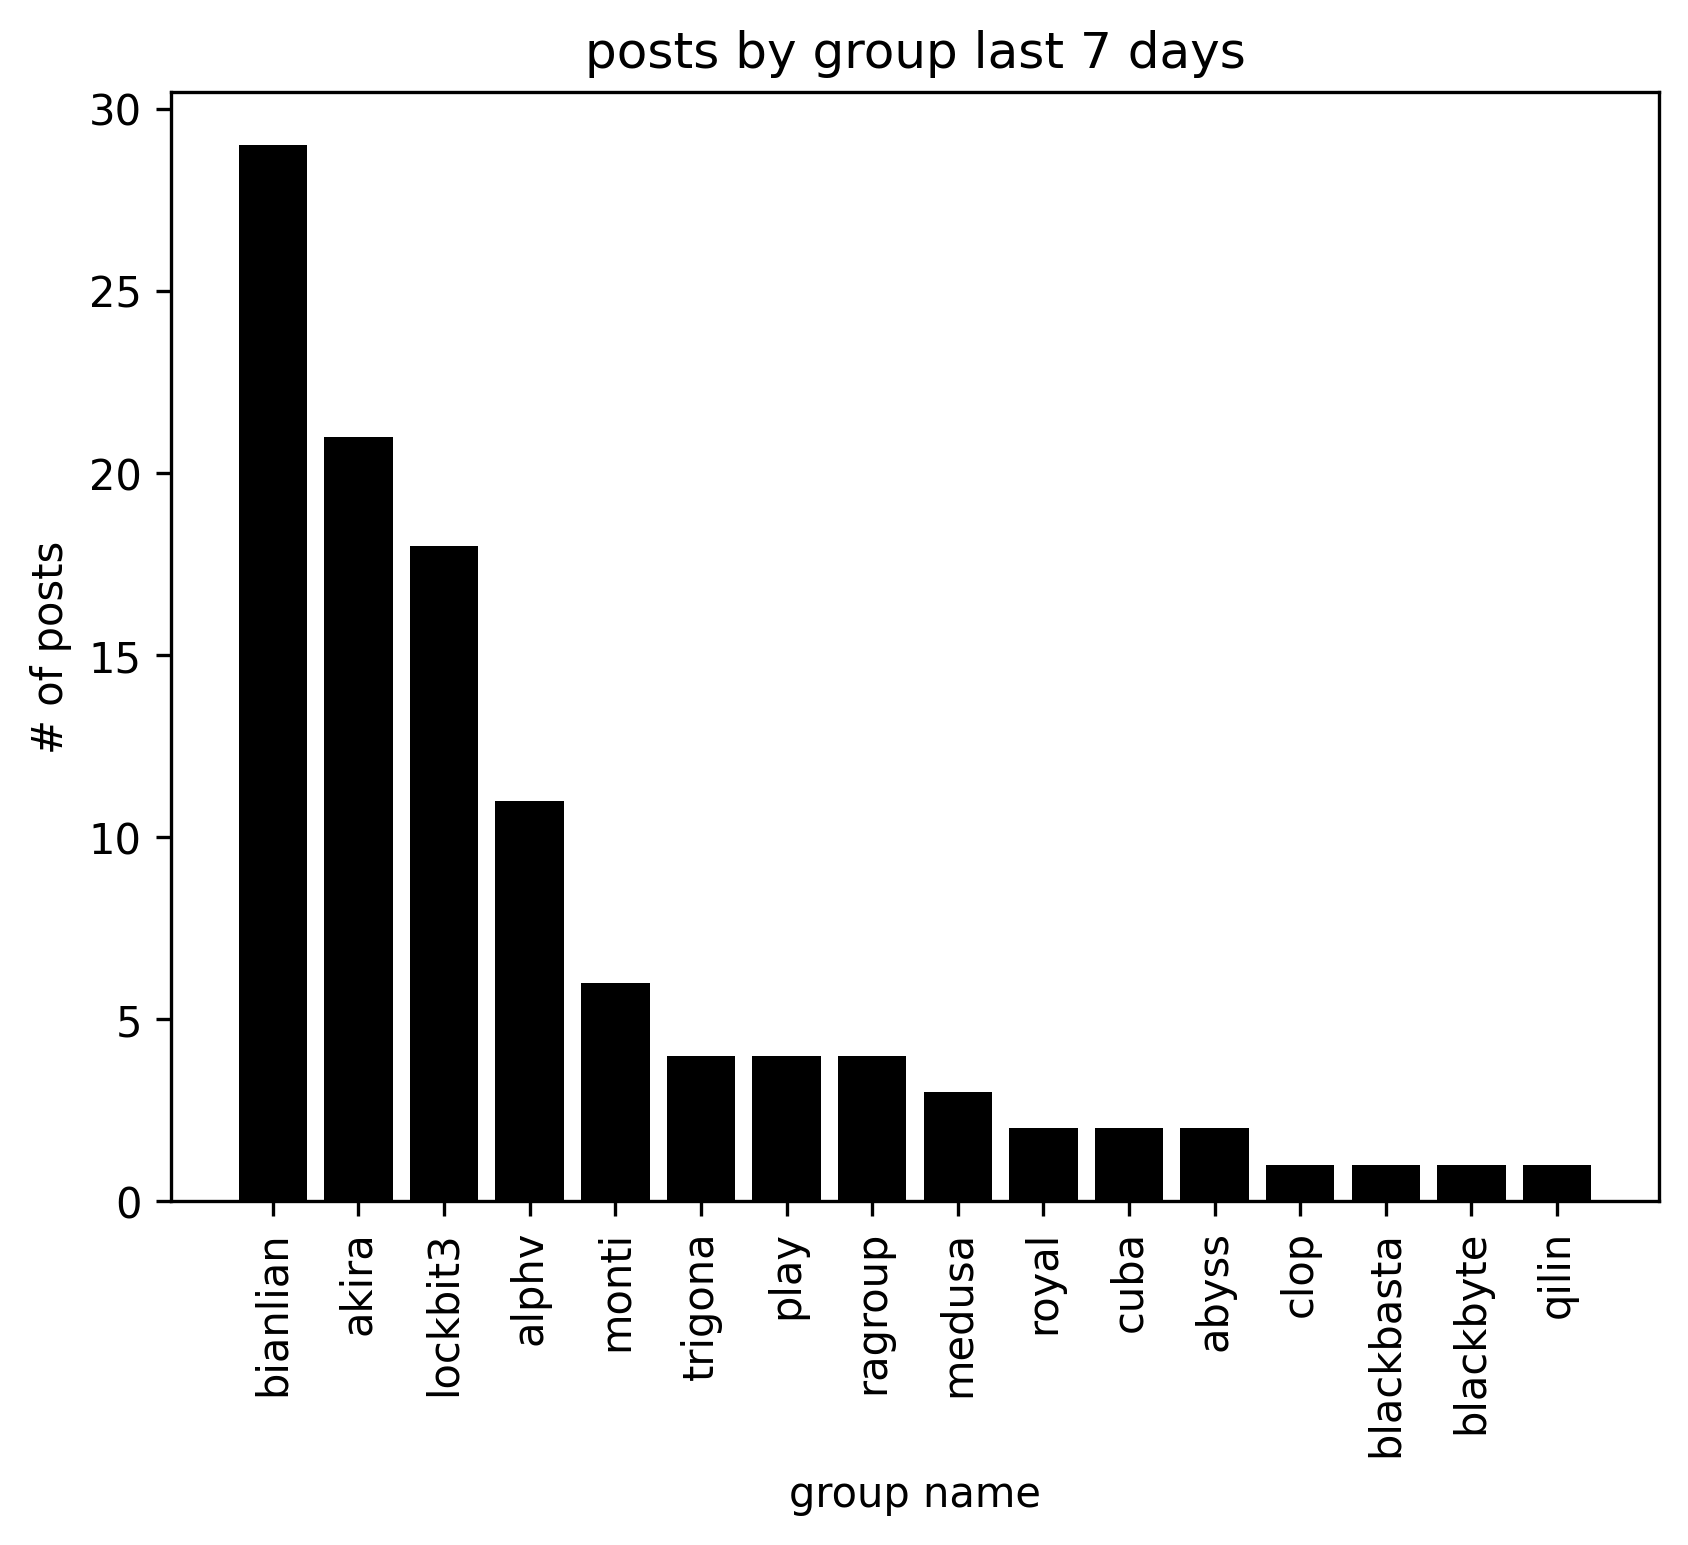 posts by group last 7 days
30
25
20
15
10
5
0
# of posts
bianlian
akira
lockbit3
alphv
monti
trigona
play
ragroup
medusa
royal
cuba
abyss
clop
blackbasta
blackbyte
qilin
group name